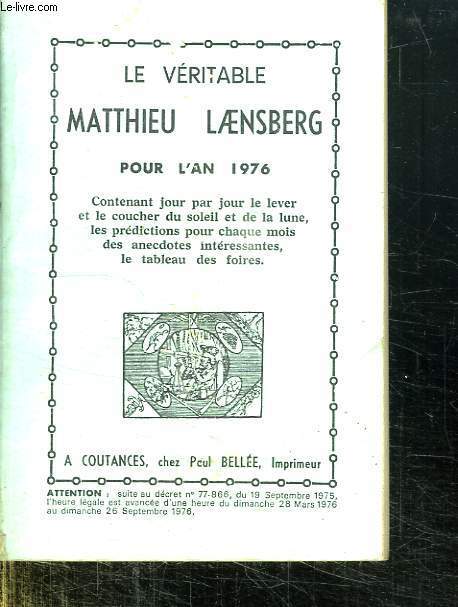 Le-livre.com
LE VÉRITABLE
MATTHIEU LÆNSBERG
POUR L'AN 1976
Contenant jour par jour le lever
et le coucher du soleil et de la lune,
les prédictions pour chaque mois
des anecdotes intéressantes,
le tableau des foires.
A COUTANCES, chez Paul BELLÉE, Imprimeur
ATTENTION : suite au décret n° 77-866, du 19 Septembre 1975,
l'heure légale est avancée d'une heure du dimanche 28 Mars 1976
au dimanche 26 Septembre 1976.